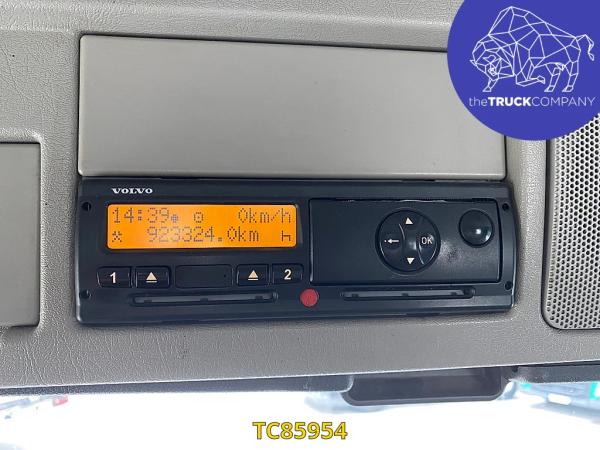 theTRUCKCOMPANY
VOLVO
14:39 0km/h
923324.0km
OK
1 2
TC85954